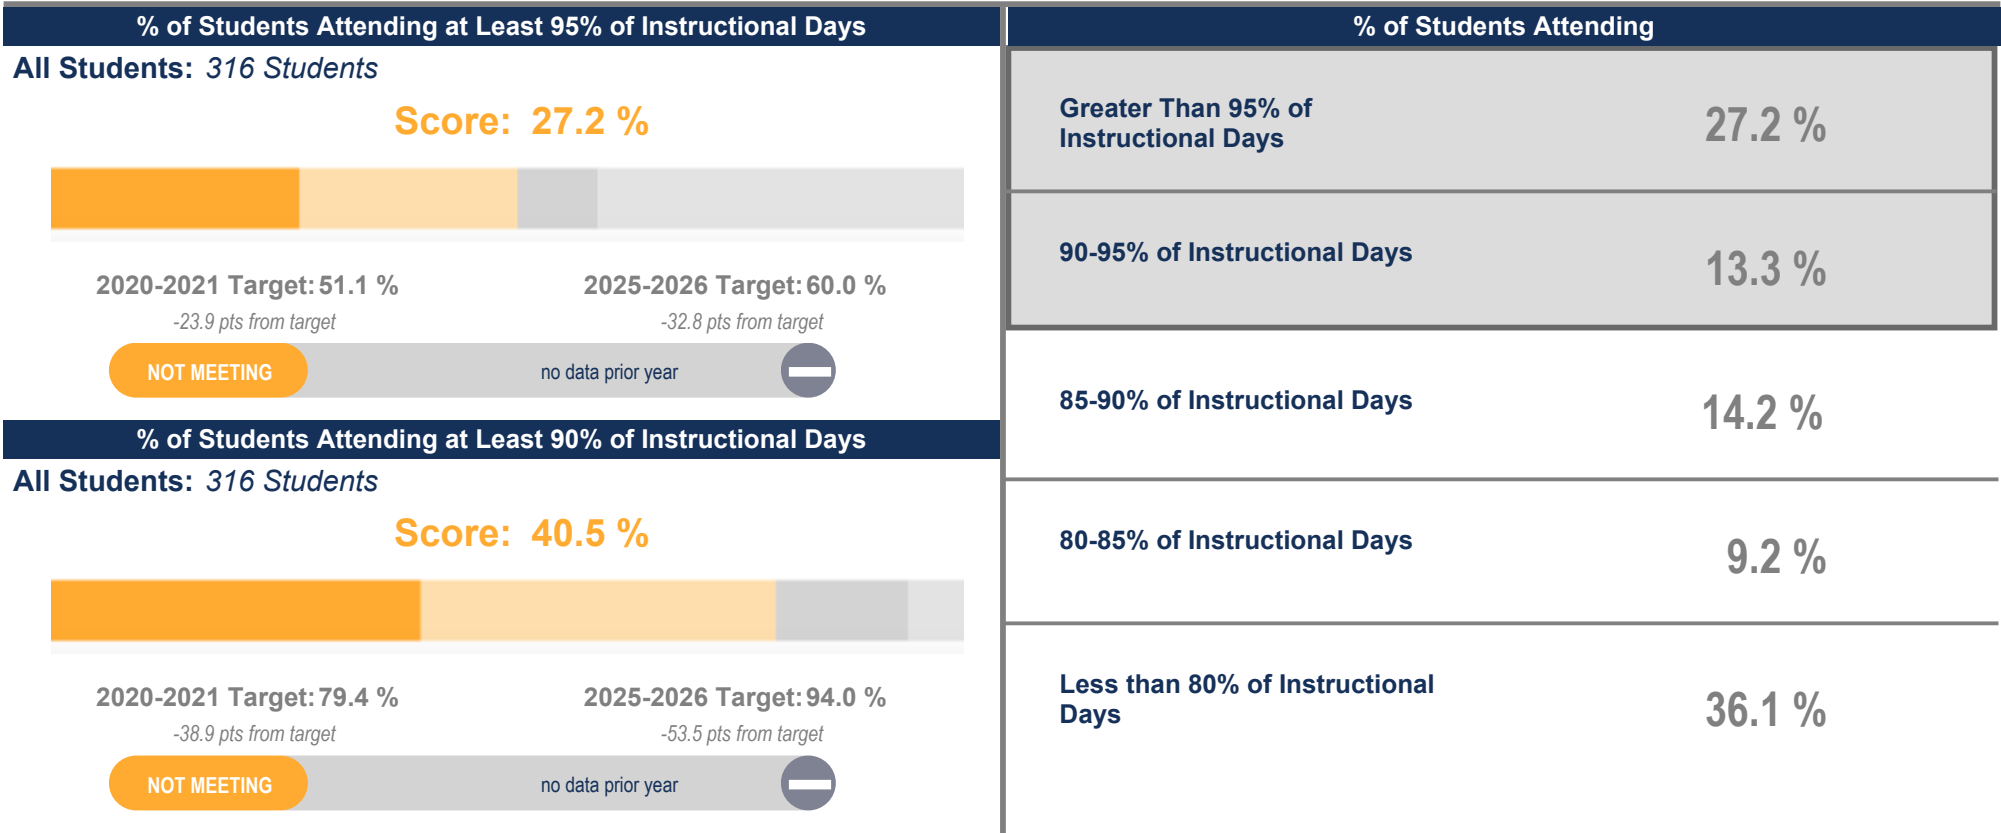 % of Students Attending at Least 95% of Instructional Days
All Students: 316 Students
Score: 27.2 %
2020-2021 Target: 51.1 %
-23.9 pts from target
2025-2026 Target: 60.0 %
-32.8 pts from target
NOT MEETING
no data prior year
% of Students Attending at Least 90% of Instructional Days
All Students: 316 Students
Score: 40.5 %
2020-2021 Target: 79.4 %
-38.9 pts from target
2025-2026 Target: 94.0 %
-53.5 pts from target
NOT MEETING
no data prior year
% of Students Attending
Greater Than 95% of
Instructional Days
27.2 %
90-95% of Instructional Days
13.3 %
85-90% of Instructional Days
14.2 %
80-85% of Instructional Days
9.2 %
Less than 80% of Instructional
Days
36.1 %